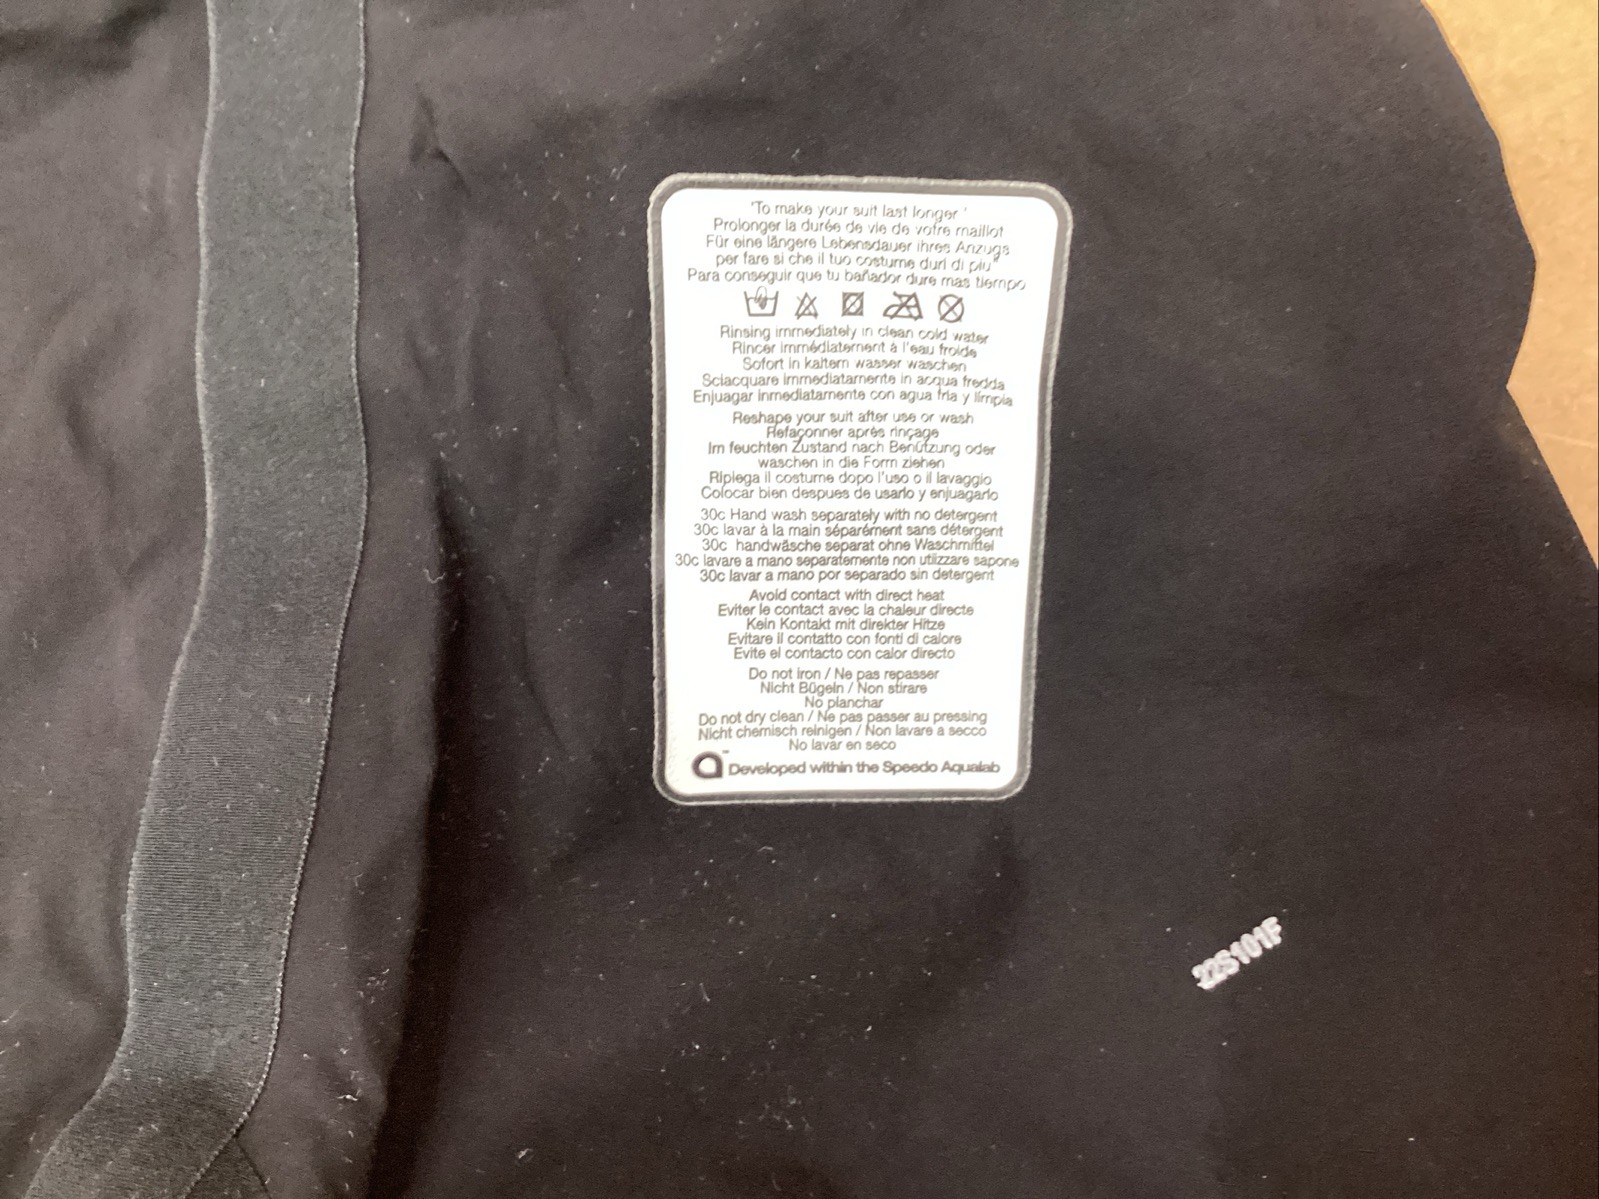 'To make your suit last longer '
Prolonger la durée de vie de votre maillot
Für eine längere Lebensdauer ihres Anzugs
per fare si che il tuo costume duri di piu"
Para conseguir que tu bañador dure mas tiempo
Rinsing immediately in clean cold water
Rincer immédiatement à l'eau froide
Sofort in kaltem wasser waschen
Sciacquare immediatamente in acqua fredda
Enjuagar inmediatamente con agua fria y limpia
Reshape your suit after use or wash
Refaçonner après rinçage
Im feuchten Zustand nach Benützung oder
waschen in die Form ziehen
Ripiega il costume dopo l'uso o il lavaggio
Colocar bien despues de usarlo y enjuagarlo
30c Hand wash separately with no detergent
30c lavar à la main séparément sans détergent
30c handwäsche separat ohne Waschmittel
30c lavare a mano separatemente non utiizzare sapone
30c lavar a mano por separado sin detergent
Avoid contact with direct heat
Eviter le contact avec la chaleur directe
Kein Kontakt mit direkter Hitze
Evitare il contatto con fonti di calore
Evite el contacto con calor directo
Do not iron / Ne pas repasser
Nicht Bügeln / Non stirare
No planchar
Do not dry clean / Ne pas passer au pressing
Nicht chemisch reinigen / Non lavare a secco
No lavar en seco
Developed within the Speedo Aqualab
22S101F